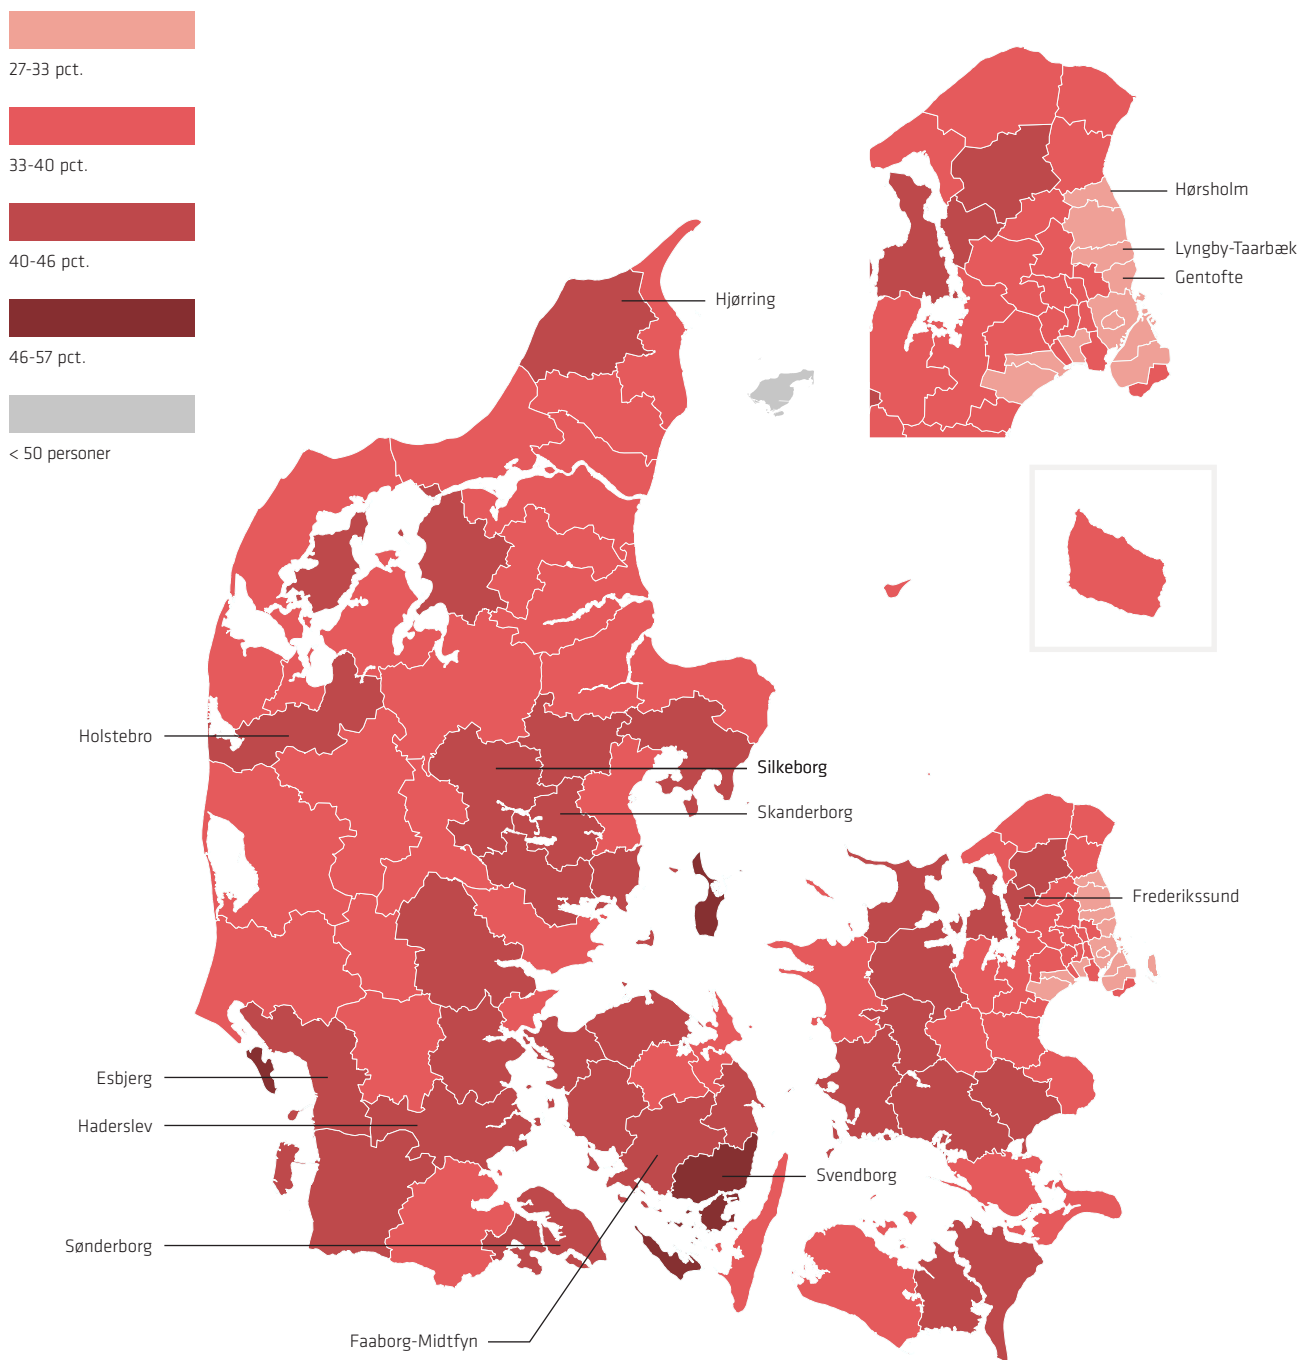 27-33 pct.
33-40 pct.
40-46 pct.
46-57 pct.
< 50 personer
Hørsholm
Lyngby-Taarbæk
Gentofte
Hjørring
Holstebro
Silkeborg
Skanderborg
Frederikssund
Esbjerg
Haderslev
Svendborg
Sønderborg
Faaborg-Midtfyn